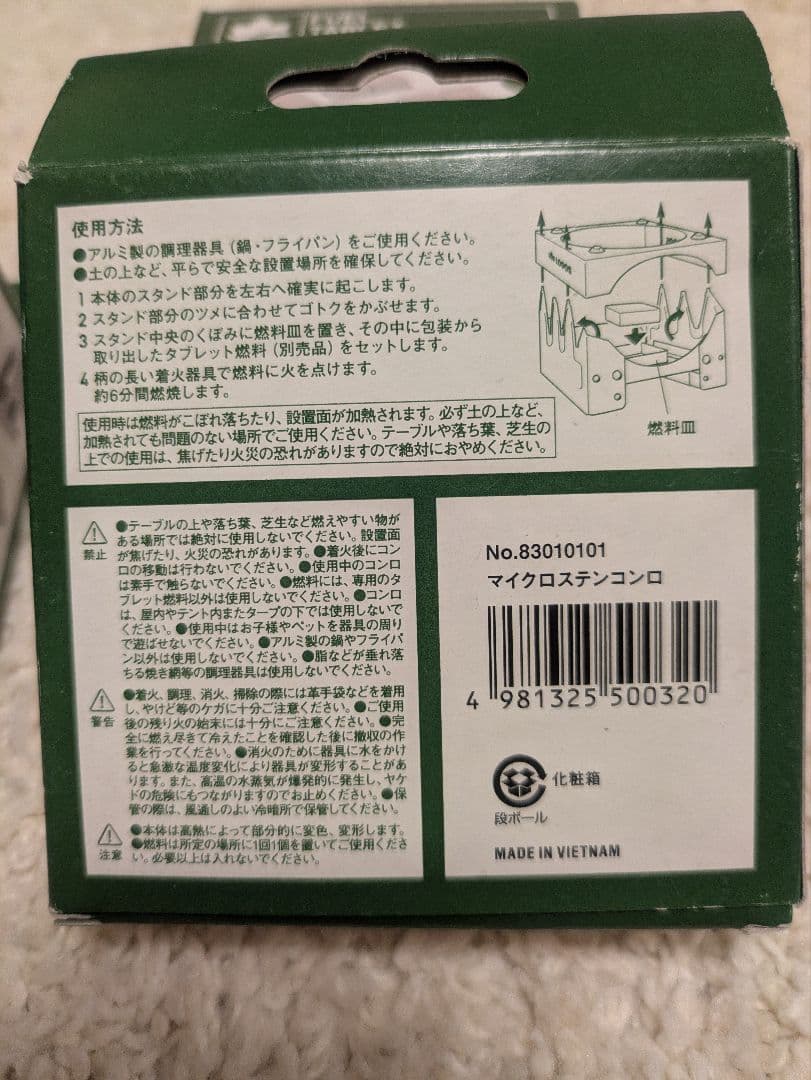 使用方法
●アルミ製の調理器具（鍋・フライパン）をご使用ください。
●土の上など、平らで安全な設置場所を確保してください。
1 本体のスタンド部分を左右へ確実に起こします。
2 スタンド部分のツメに合わせてゴトクをかぶせます。
3 スタンド中央のくぼみに燃料皿を置き、その中に包装から
取り出したタブレット燃料（別売品）をセットします。
4 柄の長い着火器具で燃料に火を点けます。
約6分間燃焼します。
燃料皿
使用時は燃料がこぼれ落ちたり、設置面が加熱されます。必ず土の上など、
加熱されても問題のない場所でご使用ください。テーブルや落ち葉、芝生の
上での使用は、焦げたり火災の恐れがありますので絶対におやめください。
禁止
●テーブルの上や落ち葉、芝生など燃えやすい物が
ある場所では絶対に使用しないでください。設置面
が焦げたり、火災の恐れがあります。●着火後にコン
ロの移動は行わないでください。●使用中のコンロ
は素手で触らないでください。●燃料には、専用のタ
ブレット燃料以外は使用しないでください。●コンロ
は、屋内やテント内またタープの下では使用しないで
ください。●使用中はお子様やペットを器具の周り
で遊ばせないでください。●アルミ製の鍋やフライパ
ン以外は使用しないでください。●脂などが垂れ落
ちる焼き網等の調理器具は使用しないでください。
警告
●着火、調理、消火、掃除の際には革手袋などを着用
し、やけど等のケガに十分ご注意ください。●ご使用
後の残り火の始末には十分にご注意ください。●完
全に燃え尽きて冷えたことを確認した後に撤収の作
業を行ってください。●消火のために器具に水をかけ
ると急激な温度変化により器具が変形することがあ
ります。また、高温の水蒸気が爆発的に発生し、ヤケ
ドの危険にもつながりますのでお止めください。●保
管の際は、風通しのよい冷暗所で保管してください。
注意
●本体は高熱によって部分的に変色、変形します。
●燃料は所定の場所に1回1個を置いてご使用くださ
い。必要以上は入れないでください。
No.83010101
マイクロステンコンロ
4 981325 500320
化粧箱
段ボール
MADE IN VIETNAM